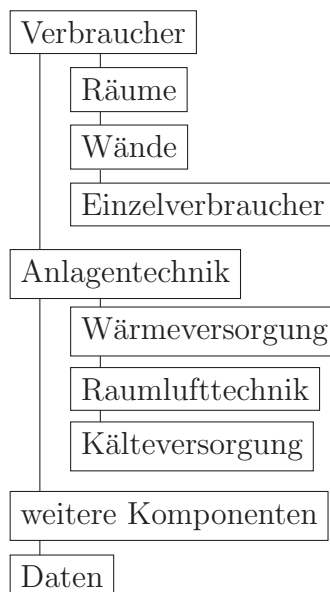 Verbraucher
Räume
Wände
Einzelverbraucher
Anlagentechnik
Wärmeversorgung
Raumlufttechnik
Kälteversorgung
weitere Komponenten
Daten